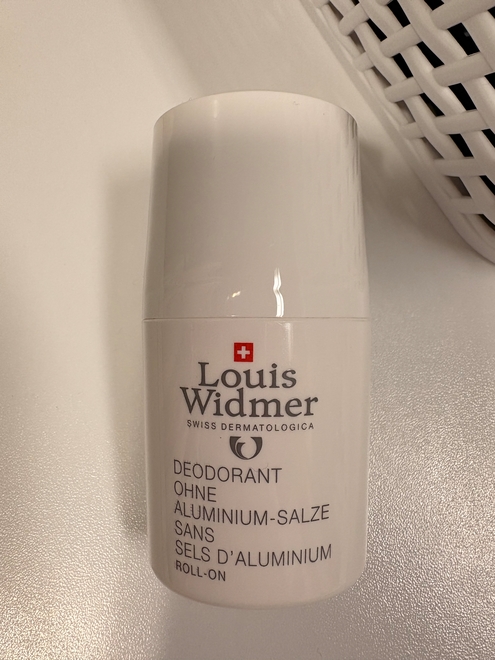 Louis
Widmer
SWISS DERMATOLOGICA
DEODORANT
OHNE
ALUMINIUM-SALZE
SANS
SELS D'ALUMINIUM
ROLL-ON